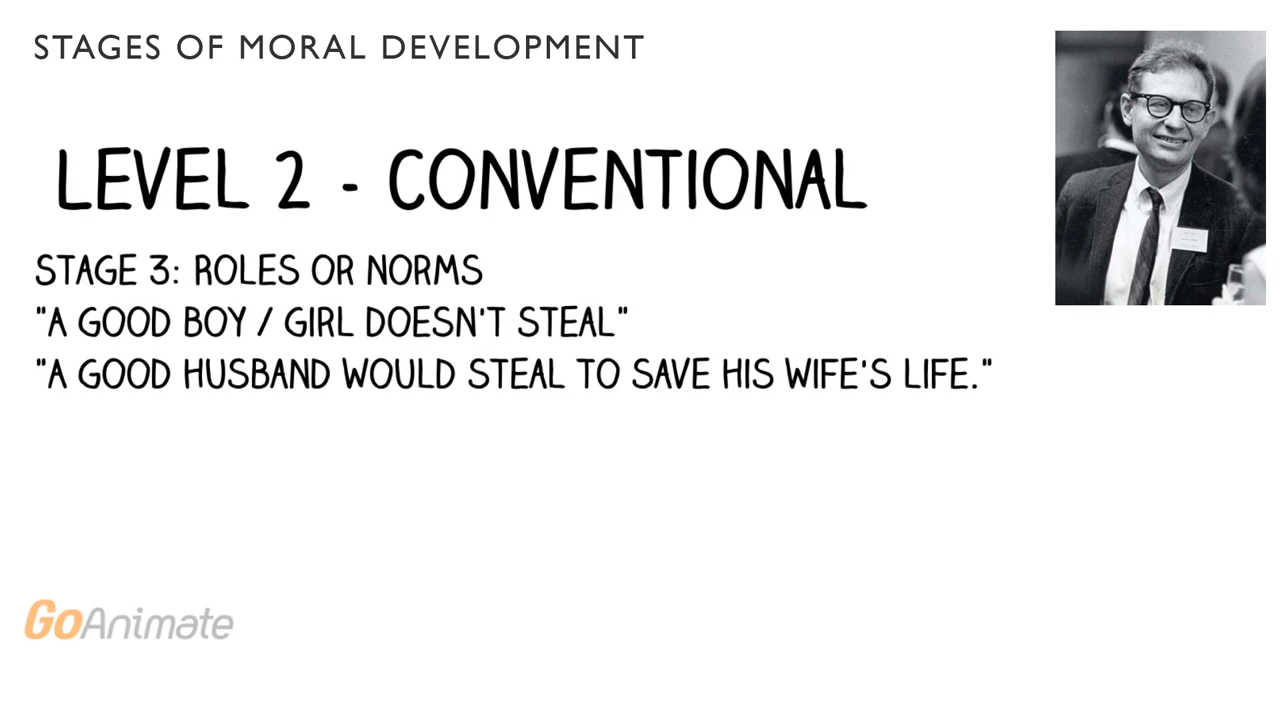 STAGES OF MORAL DEVELOPMENT
LEVEL 2 - CONVENTIONAL
STAGE 3: ROLES OR NORMS
"A GOOD BOY / GIRL DOESN'T STEAL"
"A GOOD HUSBAND WOULD STEAL TO SAVE HIS WIFE'S LIFE."
GoAnimate